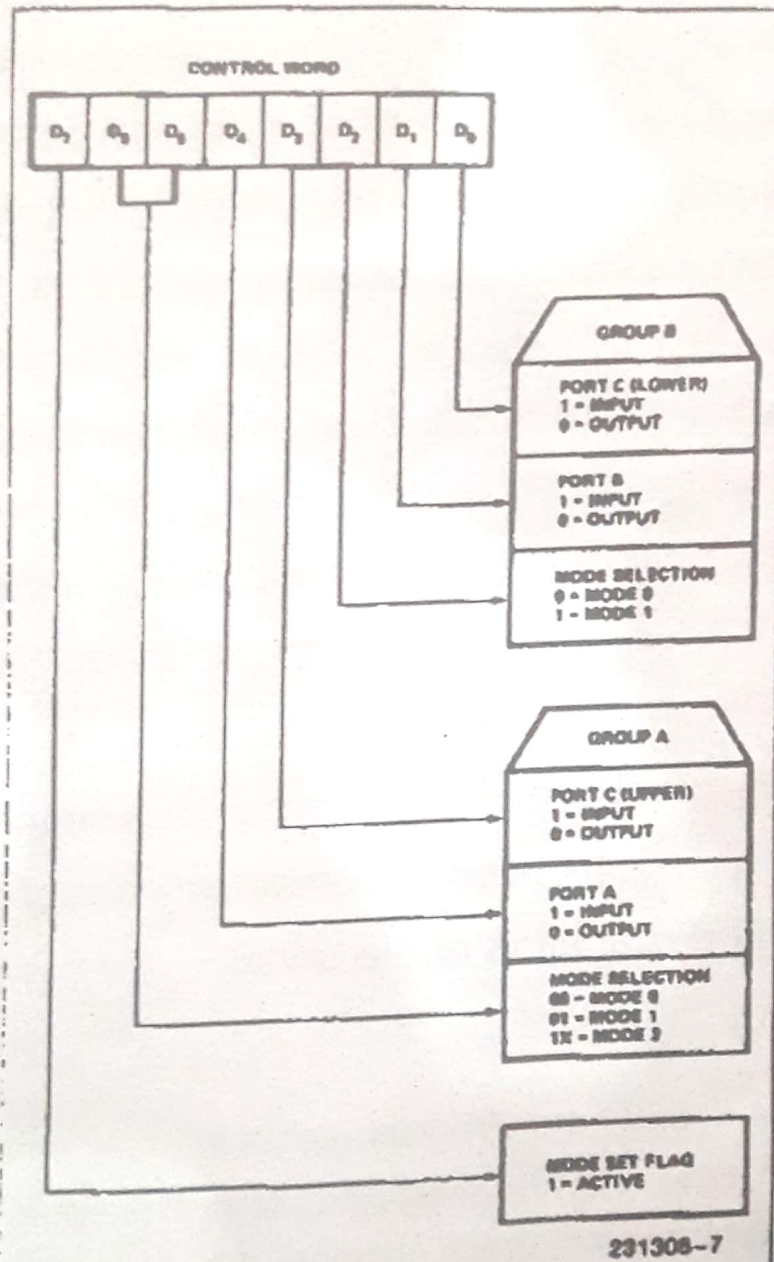 CONTROL WORD
D7 D6 D5 D4 D3 D2 D1 D0
GROUP B
PORT C (LOWER)
1 = INPUT
0 = OUTPUT
PORT B
1 = INPUT
0 = OUTPUT
MODE SELECTION
0 = MODE 0
1 = MODE 1
GROUP A
PORT C (UPPER)
1 = INPUT
0 = OUTPUT
PORT A
1 = INPUT
0 = OUTPUT
MODE SELECTION
00 = MODE 0
01 = MODE 1
1X = MODE 2
MODE SET FLAG
1 = ACTIVE
231308-7